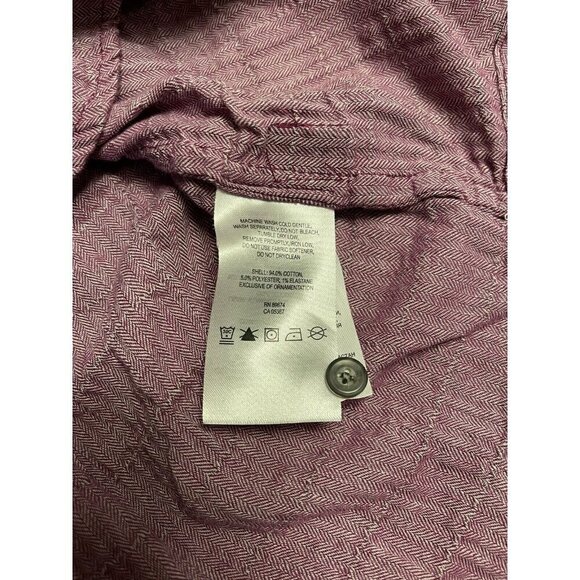 MACHINE WASH COLD GENTLE,
WASH SEPARATELY, DO NOT BLEACH,
TUMBLE DRY LOW,
REMOVE PROMPTLY/IRON LOW,
DO NOT USE FABRIC SOFTENER,
DO NOT DRYCLEAN
SHELL: 94.0% COTTON,
5.0% POLYESTER, 1% ELASTANE
EXCLUSIVE OF ORNAMENTATION
RN 89674
CA 05367